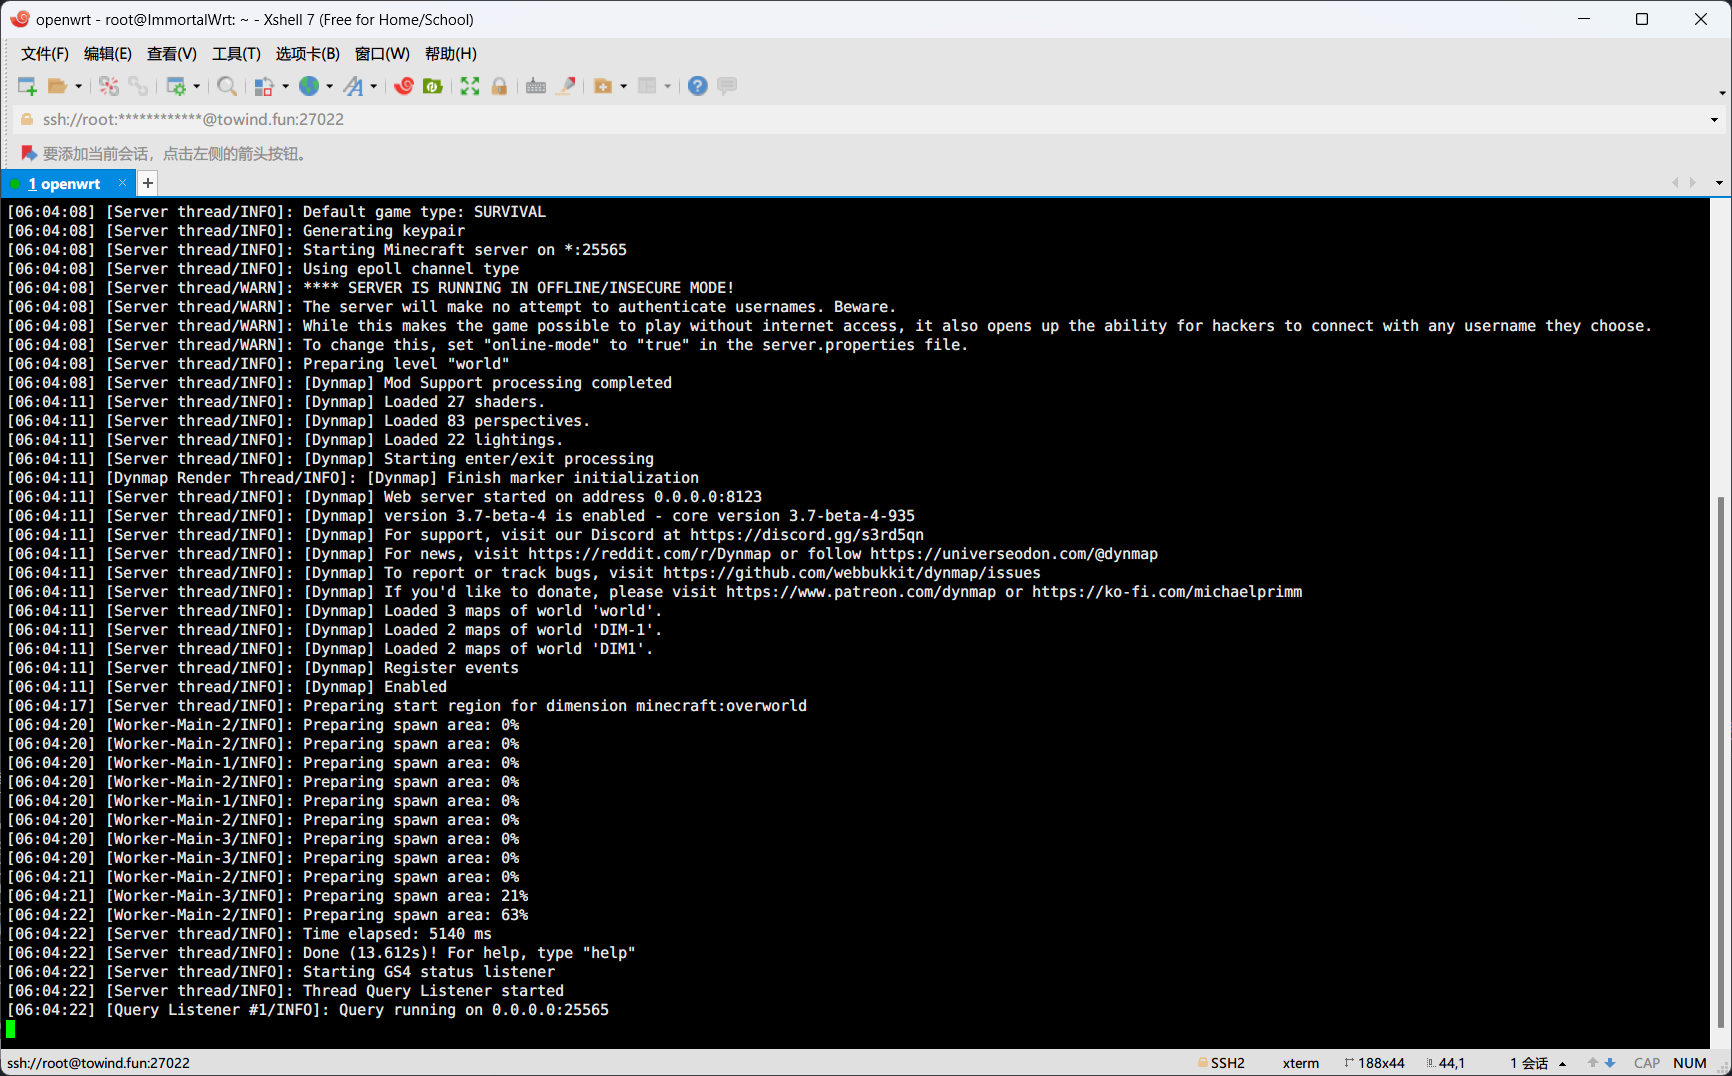 openwrt - root@ImmortalWrt: ~ - Xshell 7 (Free for Home/School)
文件(F) 编辑(E) 查看(V) 工具(T) 选项卡(B) 窗口(W) 帮助(H)
ssh://root:************@towind.fun:27022
要添加当前会话，点击左侧的箭头按钮。
1 openwrt × +
[06:04:08] [Server thread/INFO]: Default game type: SURVIVAL
[06:04:08] [Server thread/INFO]: Generating keypair
[06:04:08] [Server thread/INFO]: Starting Minecraft server on *:25565
[06:04:08] [Server thread/INFO]: Using epoll channel type
[06:04:08] [Server thread/WARN]: **** SERVER IS RUNNING IN OFFLINE/INSECURE MODE!
[06:04:08] [Server thread/WARN]: The server will make no attempt to authenticate usernames. Beware.
[06:04:08] [Server thread/WARN]: While this makes the game possible to play without internet access, it also opens up the ability for hackers to connect with any username they choose.
[06:04:08] [Server thread/WARN]: To change this, set "online-mode" to "true" in the server.properties file.
[06:04:08] [Server thread/INFO]: Preparing level "world"
[06:04:08] [Server thread/INFO]: [Dynmap] Mod Support processing completed
[06:04:11] [Server thread/INFO]: [Dynmap] Loaded 27 shaders.
[06:04:11] [Server thread/INFO]: [Dynmap] Loaded 83 perspectives.
[06:04:11] [Server thread/INFO]: [Dynmap] Loaded 22 lightings.
[06:04:11] [Server thread/INFO]: [Dynmap] Starting enter/exit processing
[06:04:11] [Dynmap Render Thread/INFO]: [Dynmap] Finish marker initialization
[06:04:11] [Server thread/INFO]: [Dynmap] Web server started on address 0.0.0.0:8123
[06:04:11] [Server thread/INFO]: [Dynmap] version 3.7-beta-4 is enabled - core version 3.7-beta-4-935
[06:04:11] [Server thread/INFO]: [Dynmap] For support, visit our Discord at https://discord.gg/s3rd5qn
[06:04:11] [Server thread/INFO]: [Dynmap] For news, visit https://reddit.com/r/Dynmap or follow https://universeodon.com/@dynmap
[06:04:11] [Server thread/INFO]: [Dynmap] To report or track bugs, visit https://github.com/webbukkit/dynmap/issues
[06:04:11] [Server thread/INFO]: [Dynmap] If you'd like to donate, please visit https://www.patreon.com/dynmap or https://ko-fi.com/michaelprimm
[06:04:11] [Server thread/INFO]: [Dynmap] Loaded 3 maps of world 'world'.
[06:04:11] [Server thread/INFO]: [Dynmap] Loaded 2 maps of world 'DIM-1'.
[06:04:11] [Server thread/INFO]: [Dynmap] Loaded 2 maps of world 'DIM1'.
[06:04:11] [Server thread/INFO]: [Dynmap] Register events
[06:04:11] [Server thread/INFO]: [Dynmap] Enabled
[06:04:17] [Server thread/INFO]: Preparing start region for dimension minecraft:overworld
[06:04:20] [Worker-Main-2/INFO]: Preparing spawn area: 0%
[06:04:20] [Worker-Main-2/INFO]: Preparing spawn area: 0%
[06:04:20] [Worker-Main-1/INFO]: Preparing spawn area: 0%
[06:04:20] [Worker-Main-2/INFO]: Preparing spawn area: 0%
[06:04:20] [Worker-Main-1/INFO]: Preparing spawn area: 0%
[06:04:20] [Worker-Main-2/INFO]: Preparing spawn area: 0%
[06:04:20] [Worker-Main-3/INFO]: Preparing spawn area: 0%
[06:04:20] [Worker-Main-3/INFO]: Preparing spawn area: 0%
[06:04:21] [Worker-Main-2/INFO]: Preparing spawn area: 0%
[06:04:21] [Worker-Main-3/INFO]: Preparing spawn area: 21%
[06:04:22] [Worker-Main-2/INFO]: Preparing spawn area: 63%
[06:04:22] [Server thread/INFO]: Time elapsed: 5140 ms
[06:04:22] [Server thread/INFO]: Done (13.612s)! For help, type "help"
[06:04:22] [Server thread/INFO]: Starting GS4 status listener
[06:04:22] [Server thread/INFO]: Thread Query Listener started
[06:04:22] [Query Listener #1/INFO]: Query running on 0.0.0.0:25565
ssh://root@towind.fun:27022 SSH2 xterm 188x44 44,1 1 会话 CAP NUM